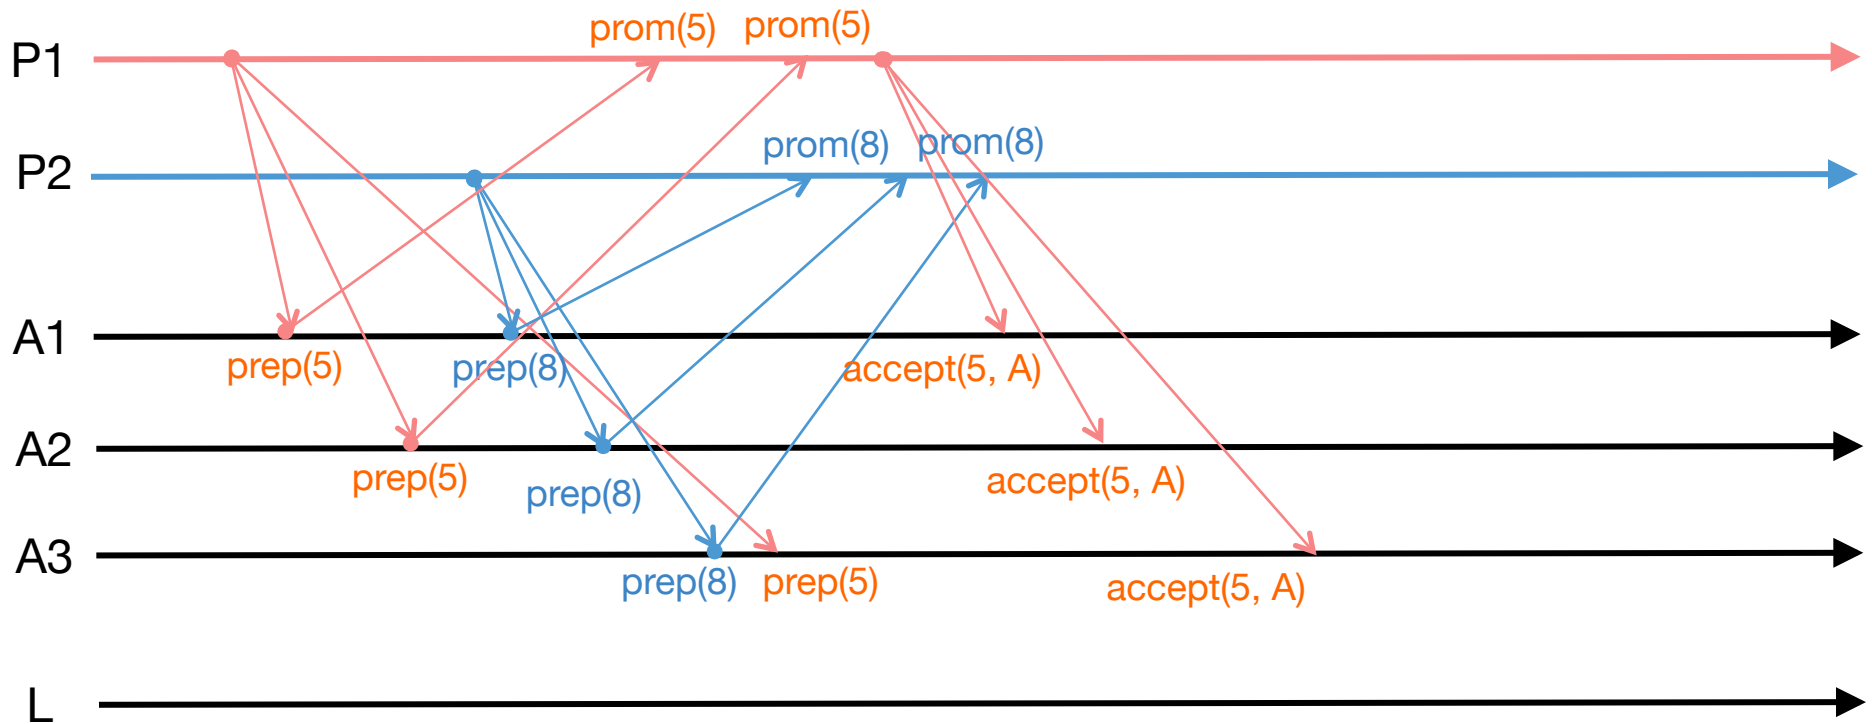 prom(5) prom(5)
P1
prom(8) prom(8)
P2
A1
prep(5) prep(8) accept(5, A)
A2
prep(5) prep(8) accept(5, A)
A3
prep(8) prep(5) accept(5, A)
L